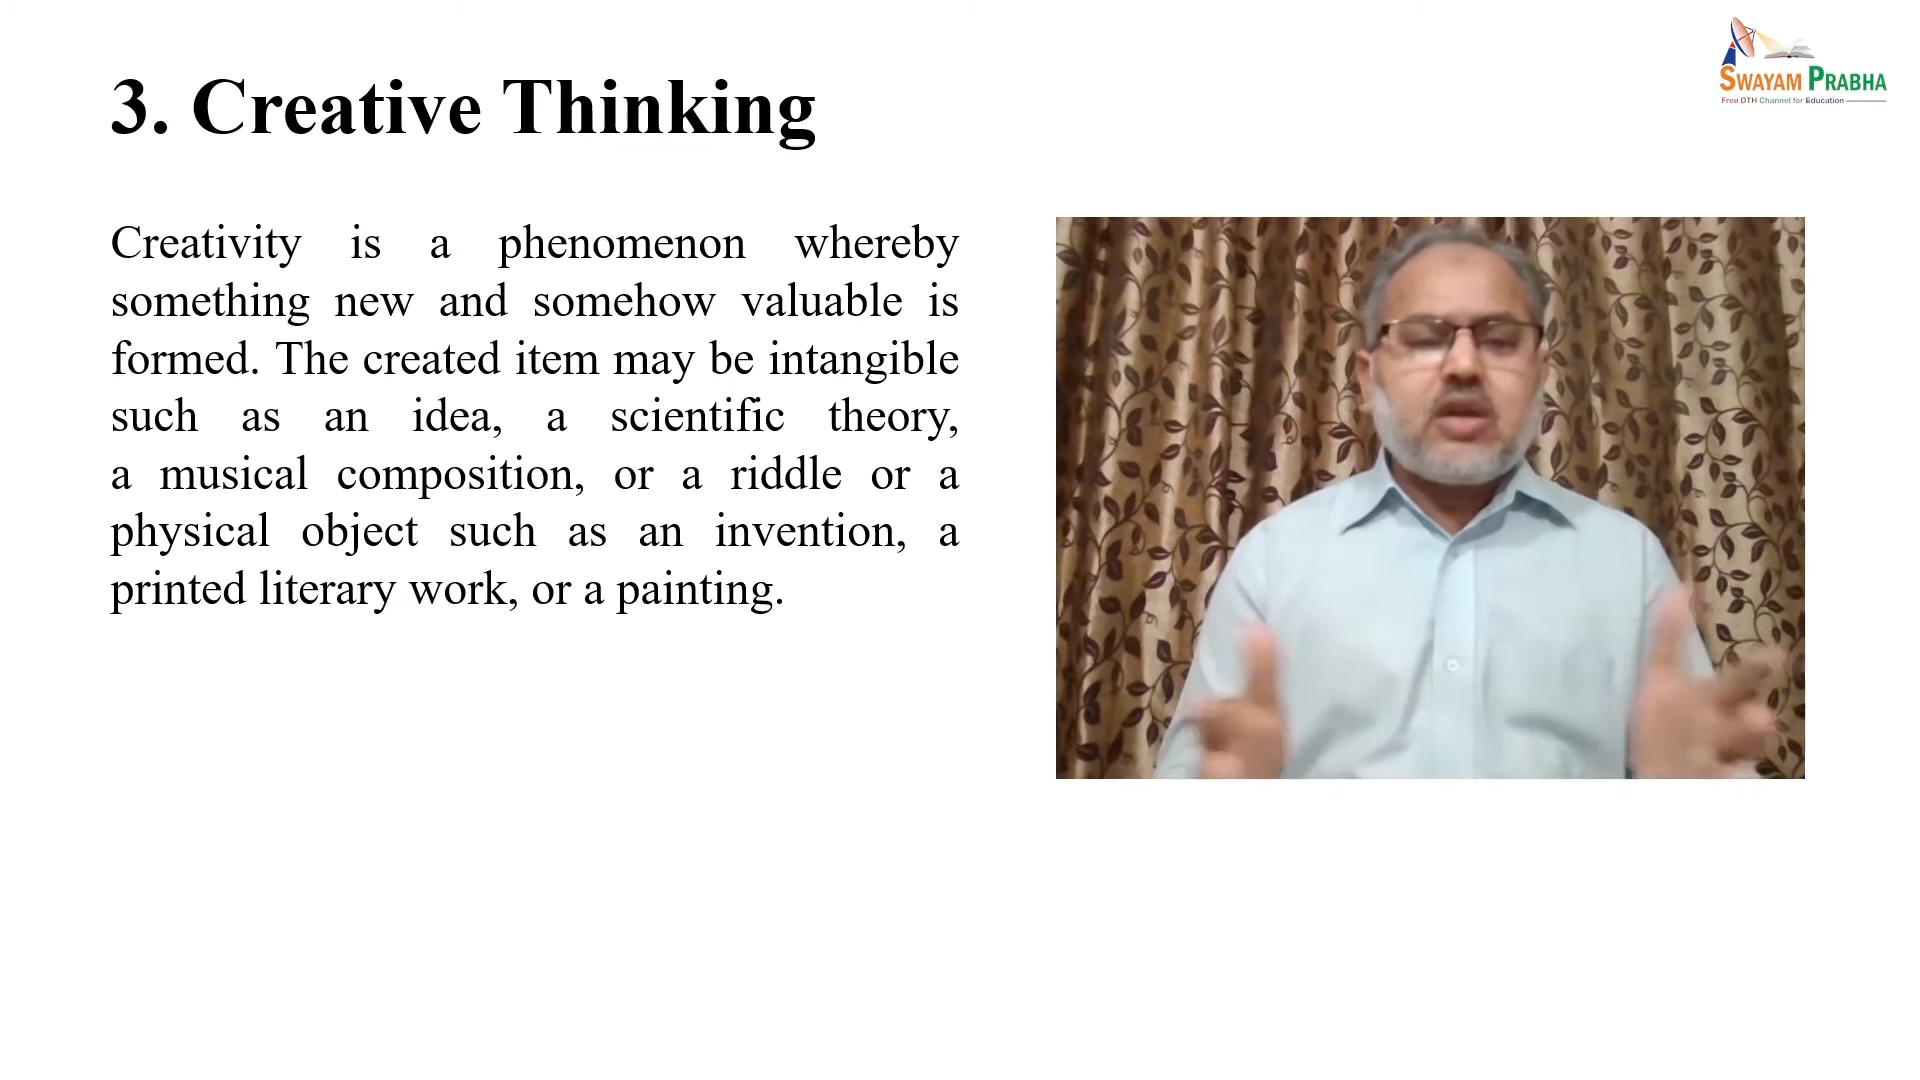 SWAYAM PRABHA
Free DTH Channel for Education
3. Creative Thinking
Creativity is a phenomenon whereby
something new and somehow valuable is
formed. The created item may be intangible
such as an idea, a scientific theory,
a musical composition, or a riddle or a
physical object such as an invention, a
printed literary work, or a painting.